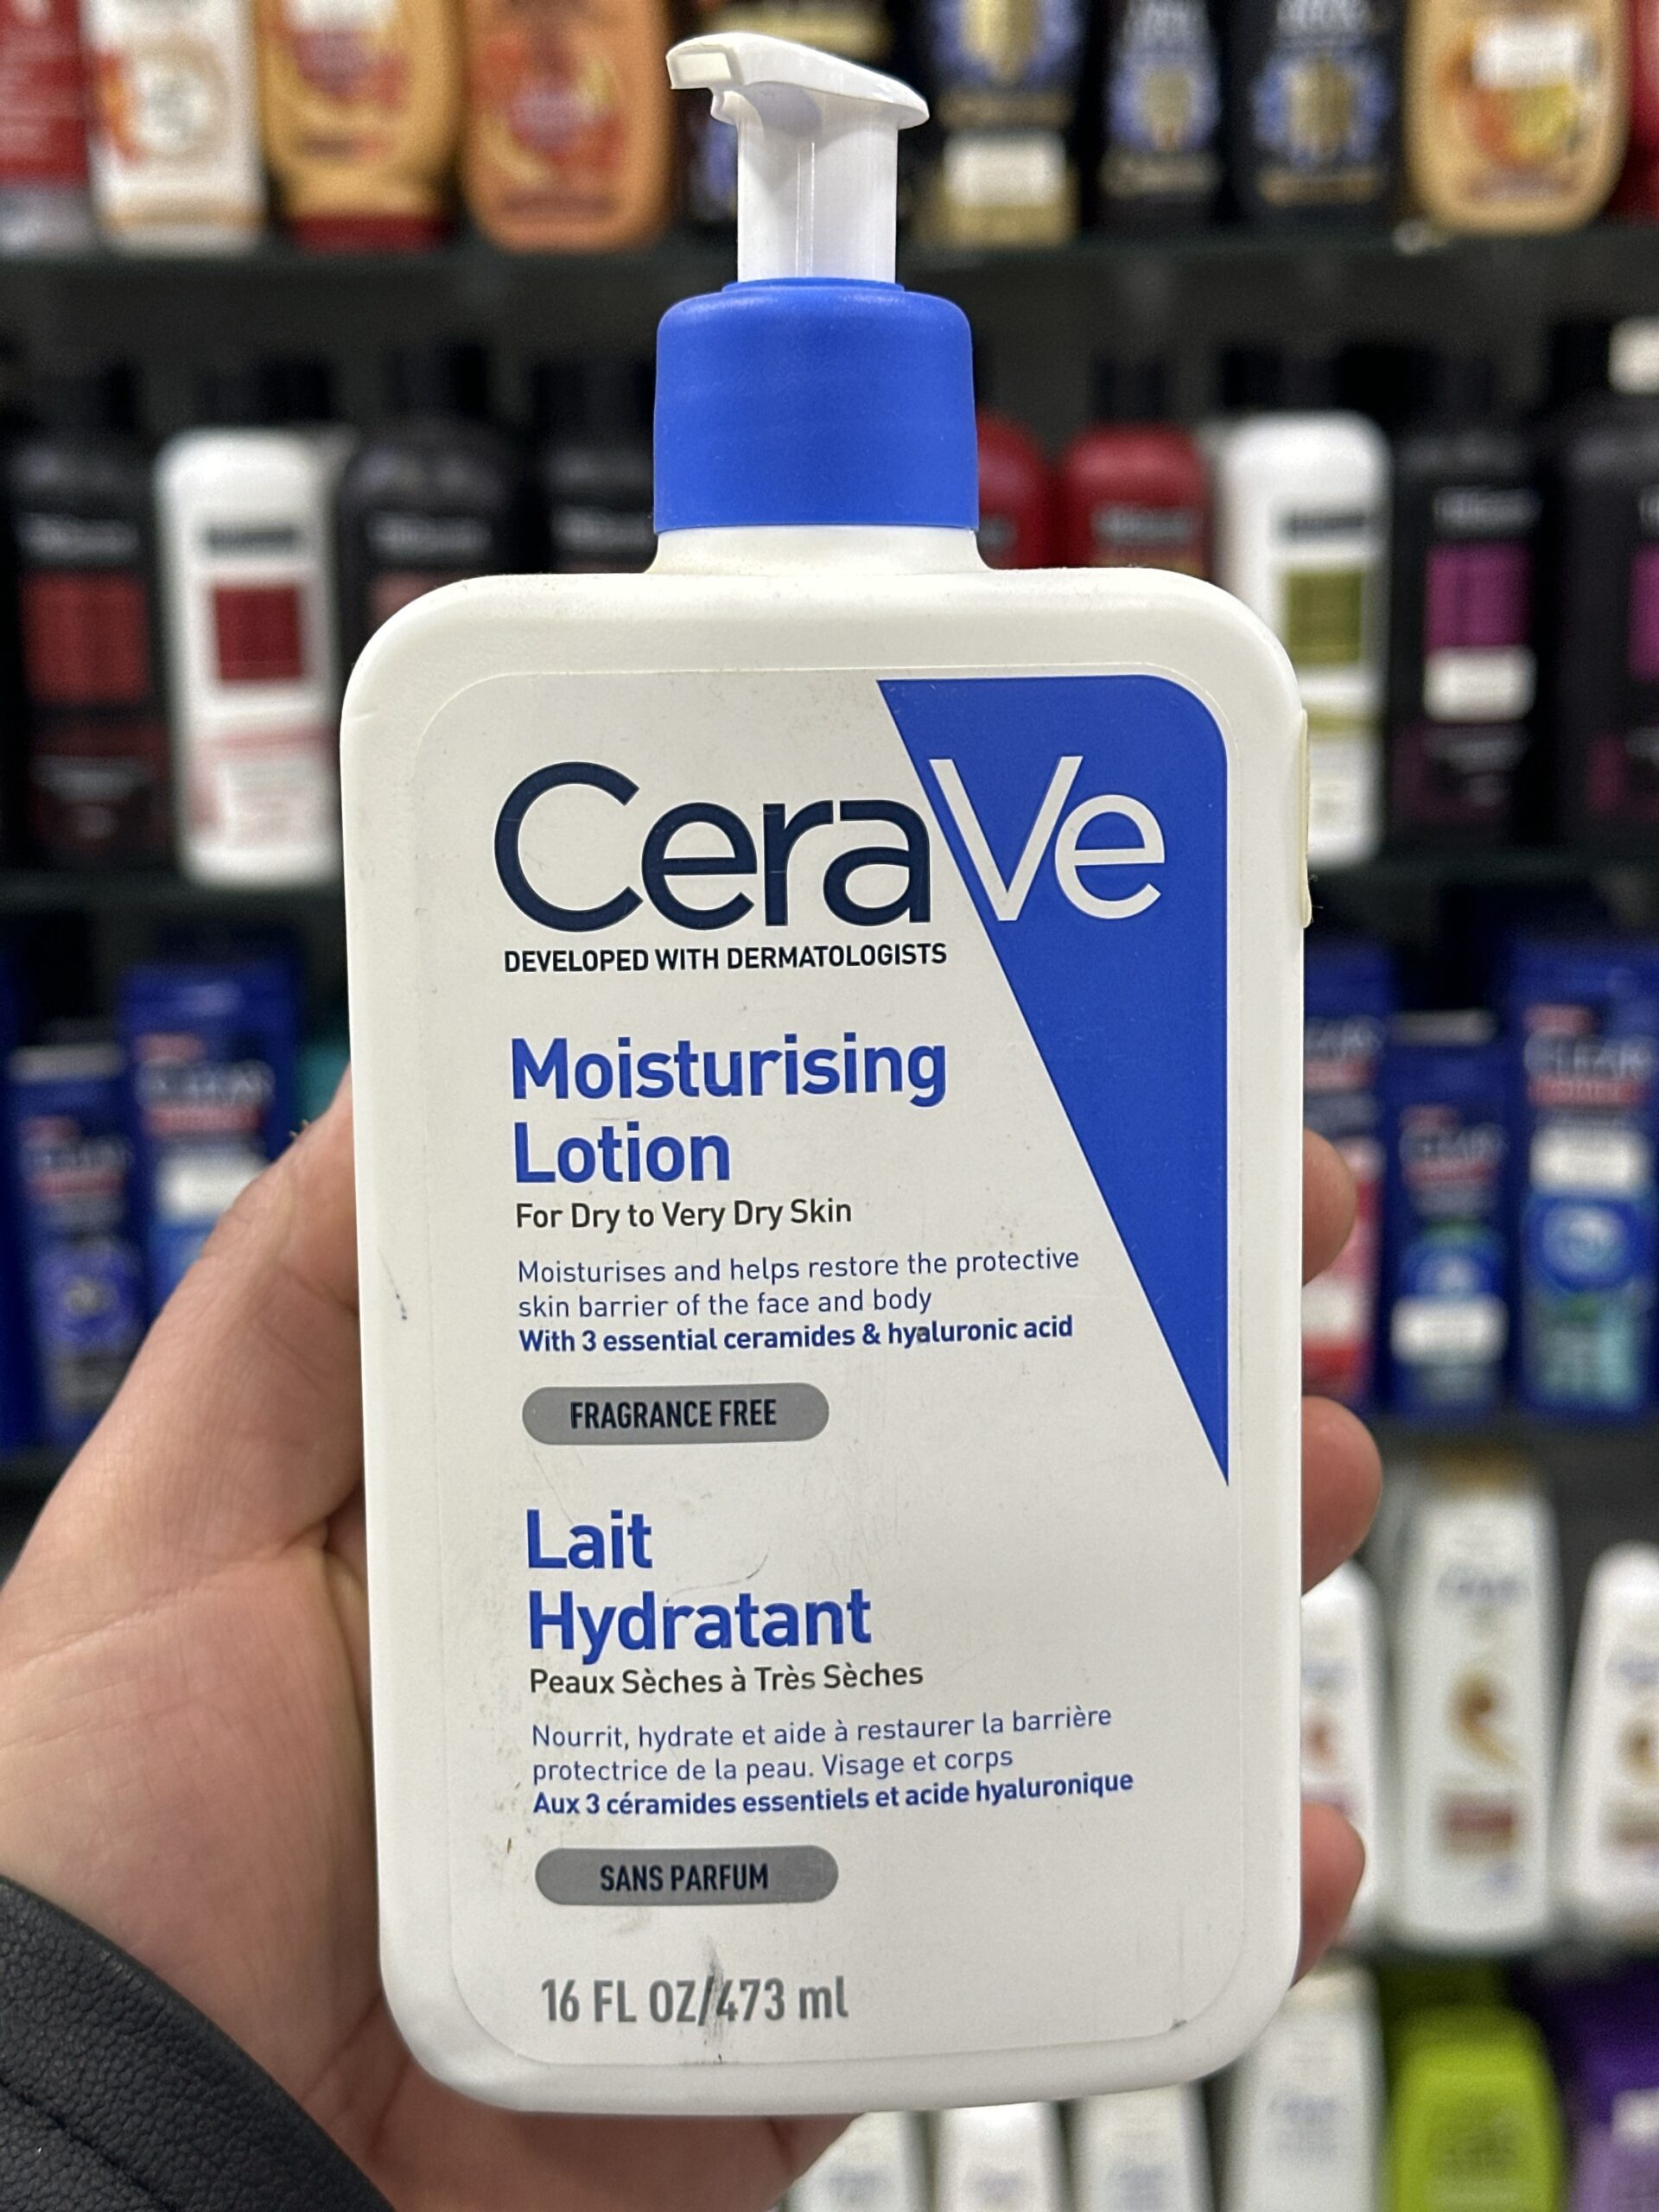 CeraVe
DEVELOPED WITH DERMATOLOGISTS
Moisturising
Lotion
For Dry to Very Dry Skin
Moisturises and helps restore the protective
skin barrier of the face and body
With 3 essential ceramides & hyaluronic acid
FRAGRANCE FREE
Lait
Hydratant
Peaux Sèches à Très Sèches
Nourrit, hydrate et aide à restaurer la barrière
protectrice de la peau. Visage et corps
Aux 3 céramides essentiels et acide hyaluronique
SANS PARFUM
16 FL OZ/473 ml